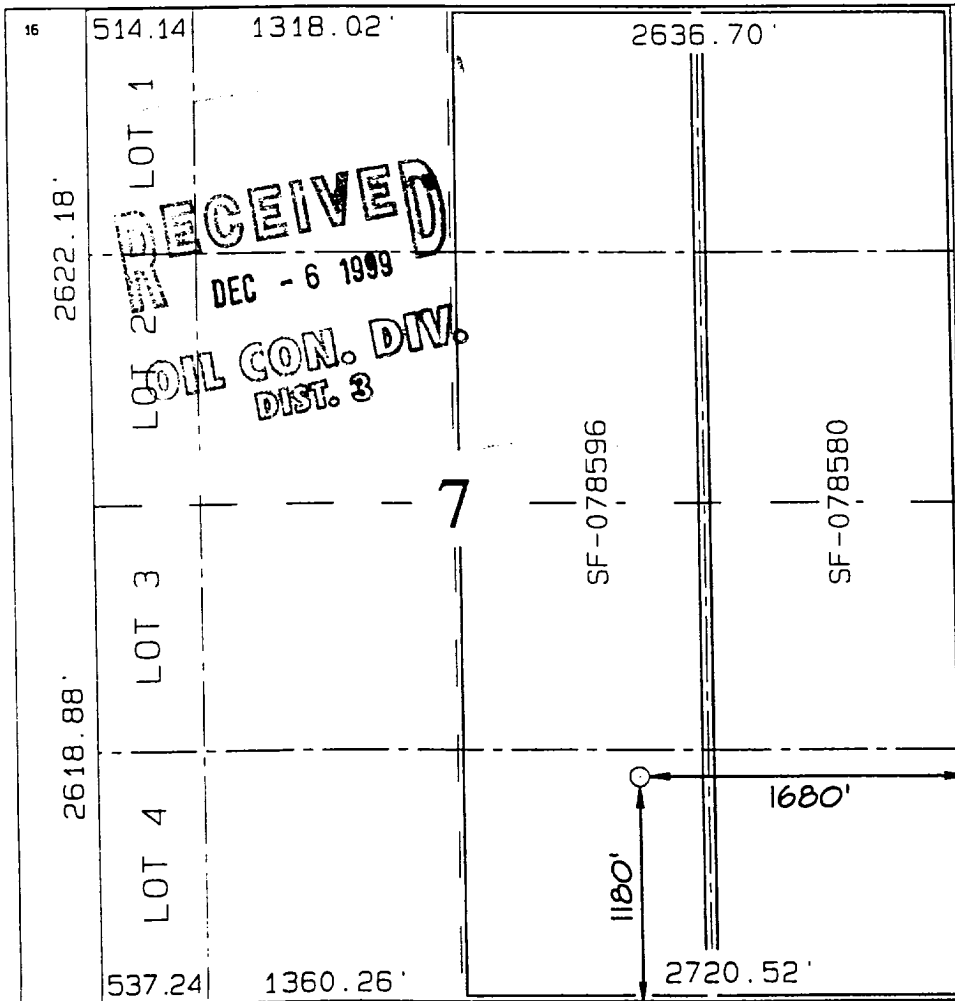 16
514.14'
1318.02'
2636.70'
LOT 1
2622.18'
RECEIVED
DEC - 6 1999
OIL CON. DIV.
DIST. 3
LOT 2
7
SF-078596
SF-078580
LOT 3
2618.88'
LOT 4
1680'
1180'
537.24'
1360.26'
2720.52'